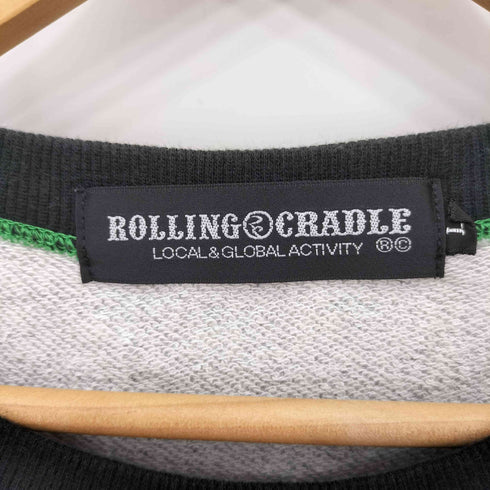 ROLLING R CRADLE
LOCAL&GLOBAL ACTIVITY ® ©